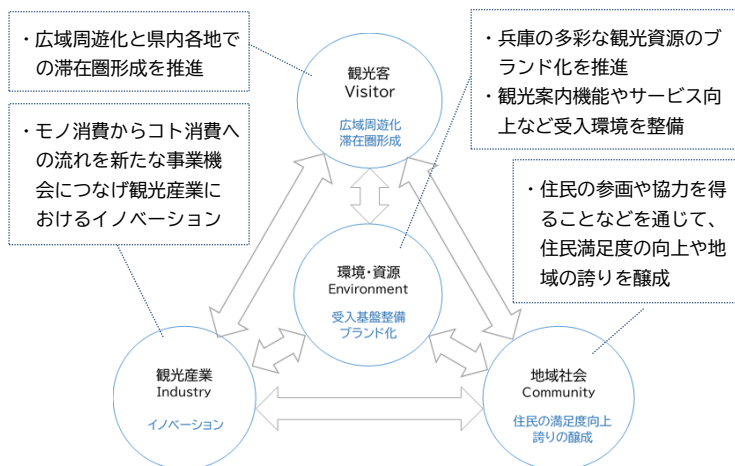 ・広域周遊化と県内各地で
の滞在圏形成を推進
・モノ消費からコト消費へ
の流れを新たな事業機
会につなげ観光産業に
おけるイノベーション
観光客
Visitor
広域周遊化
滞在圏形成
・兵庫の多彩な観光資源のブ
ランド化を推進
・観光案内機能やサービス向
上など受入環境を整備
・住民の参画や協力を得
ることなどを通じて、
住民満足度の向上や地
域の誇りを醸成
環境・資源
Environment
受入基盤整備
ブランド化
観光産業
Industry
イノベーション
地域社会
Community
住民の満足度向上
誇りの醸成